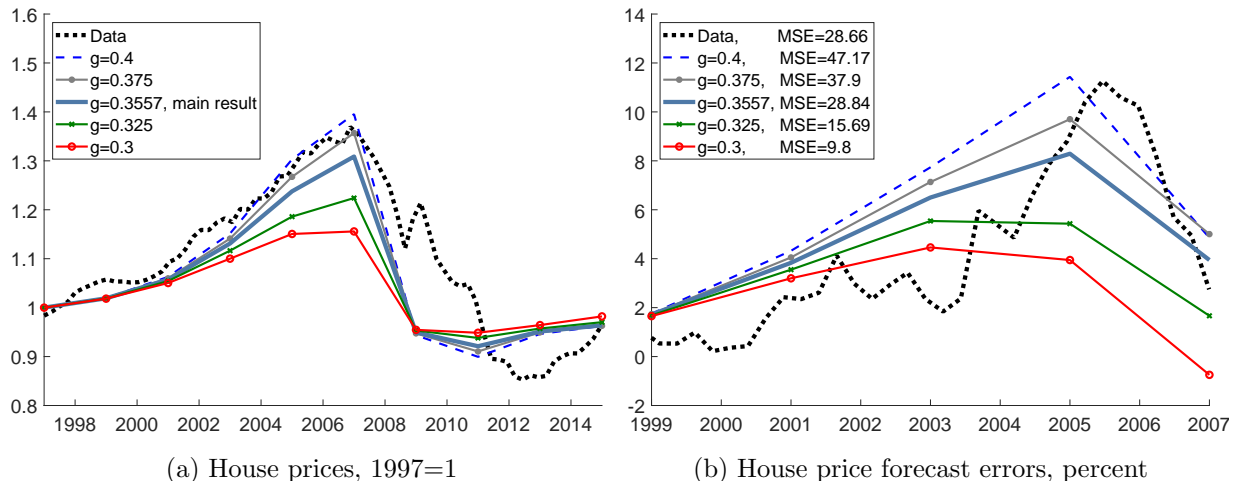 1.6
1.5
1.4
1.3
1.2
1.1
1
0.9
0.8
Data
g=0.4
g=0.375
g=0.3557, main result
g=0.325
g=0.3
1998 2000 2002 2004 2006 2008 2010 2012 2014
(a) House prices, 1997=1
14
12
10
8
6
4
2
0
-2
Data, MSE=28.66
g=0.4, MSE=47.17
g=0.375, MSE=37.9
g=0.3557, MSE=28.84
g=0.325, MSE=15.69
g=0.3, MSE=9.8
1999 2000 2001 2002 2003 2004 2005 2006 2007
(b) House price forecast errors, percent